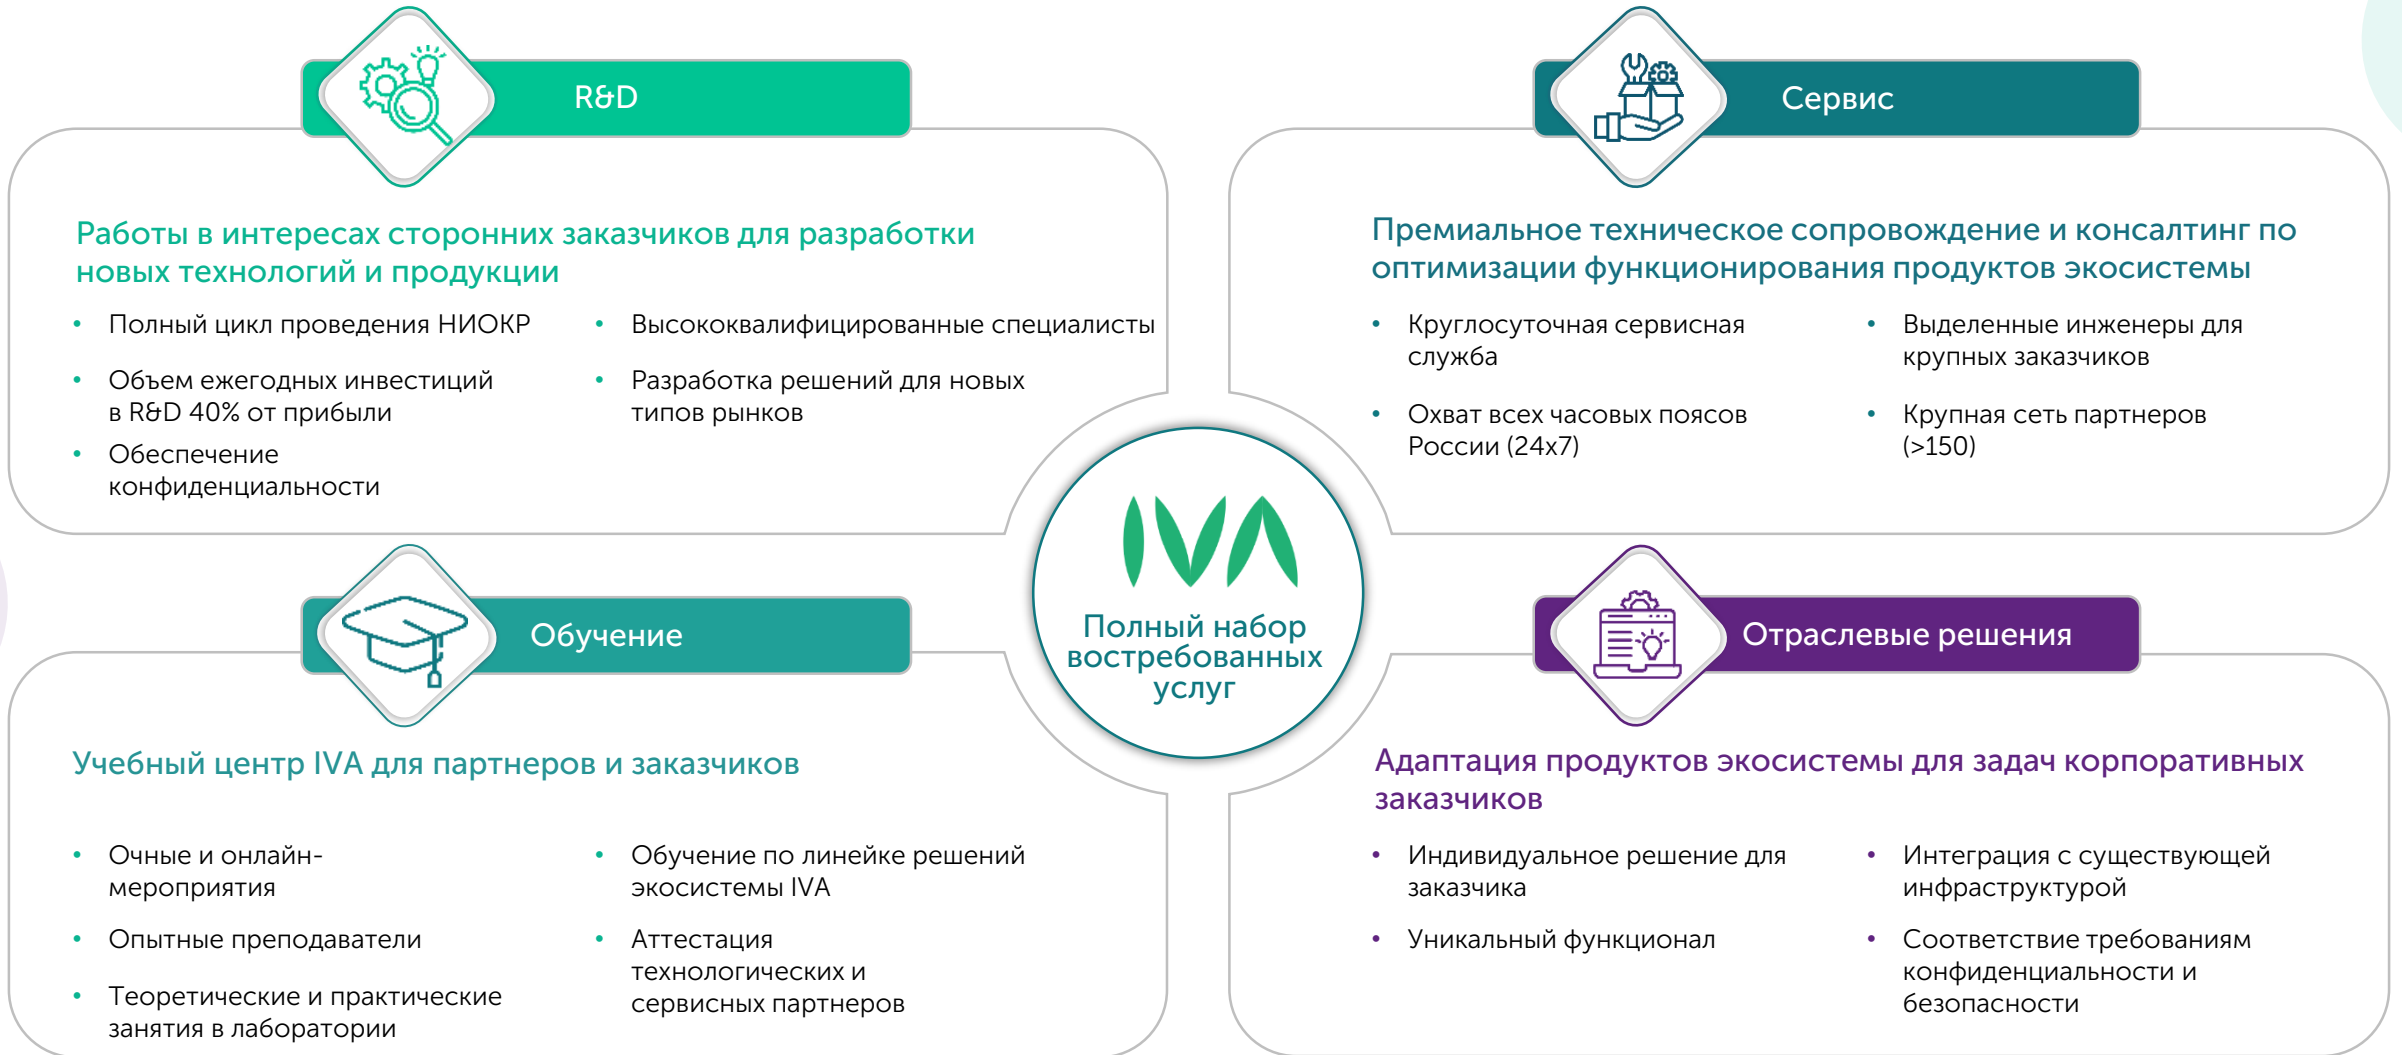 R&D
Работы в интересах сторонних заказчиков для разработки
новых технологий и продукции
• Полный цикл проведения НИОКР
• Объем ежегодных инвестиций
в R&D 40% от прибыли
• Обеспечение
конфиденциальности
• Высококвалифицированные специалисты
• Разработка решений для новых
типов рынков
Сервис
Премиальное техническое сопровождение и консалтинг по
оптимизации функционирования продуктов экосистемы
• Круглосуточная сервисная
служба
• Охват всех часовых поясов
России (24x7)
• Выделенные инженеры для
крупных заказчиков
• Крупная сеть партнеров
(>150)
IVA
Полный набор
востребованных
услуг
Обучение
Учебный центр IVA для партнеров и заказчиков
• Очные и онлайн-
мероприятия
• Опытные преподаватели
• Теоретические и практические
занятия в лаборатории
• Обучение по линейке решений
экосистемы IVA
• Аттестация
технологических и
сервисных партнеров
Отраслевые решения
Адаптация продуктов экосистемы для задач корпоративных
заказчиков
• Индивидуальное решение для
заказчика
• Уникальный функционал
• Интеграция с существующей
инфраструктурой
• Соответствие требованиям
конфиденциальности и
безопасности